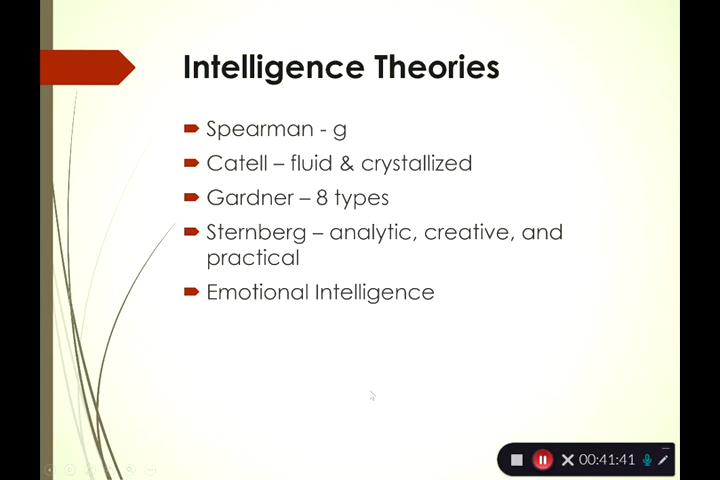 Intelligence Theories
Spearman - g
Catell – fluid & crystallized
Gardner – 8 types
Sternberg – analytic, creative, and
practical
Emotional Intelligence
00:41:41